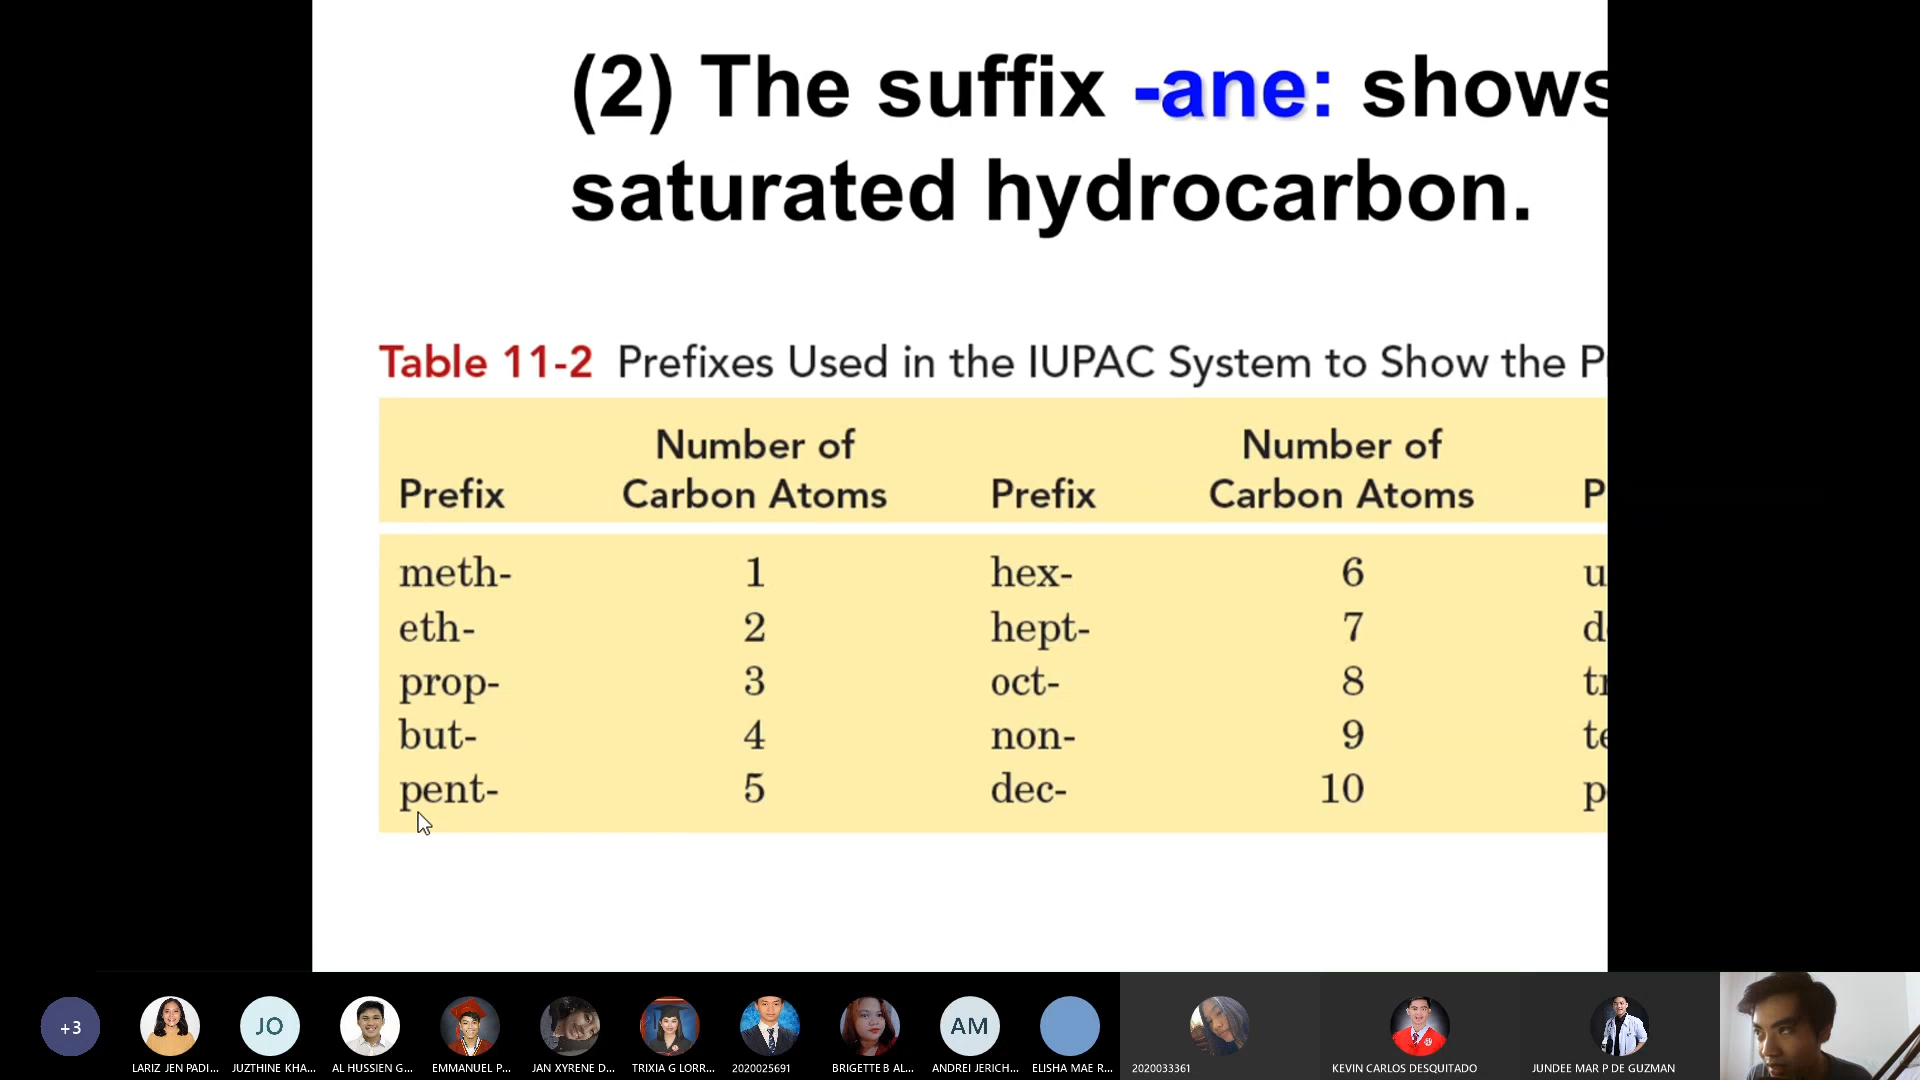 (2) The suffix -ane: shows
saturated hydrocarbon.
Table 11-2 Prefixes Used in the IUPAC System to Show the P
Number of Number of
Prefix Carbon Atoms Prefix Carbon Atoms P
meth- 1 hex- 6 u
eth- 2 hept- 7 d
prop- 3 oct- 8 tr
but- 4 non- 9 te
pent- 5 dec- 10 p
+3 JO AM
LARIZ JEN PADI... JUZTHINE KHA... AL HUSSIEN G... EMMANUEL P... JAN XYRENE D... TRIXIA G LORR... 2020025691 BRIGETTE B AL... ANDREI JERICH... ELISHA MAE R... 2020033361 KEVIN CARLOS DESQUITADO JUNDEE MAR P DE GUZMAN